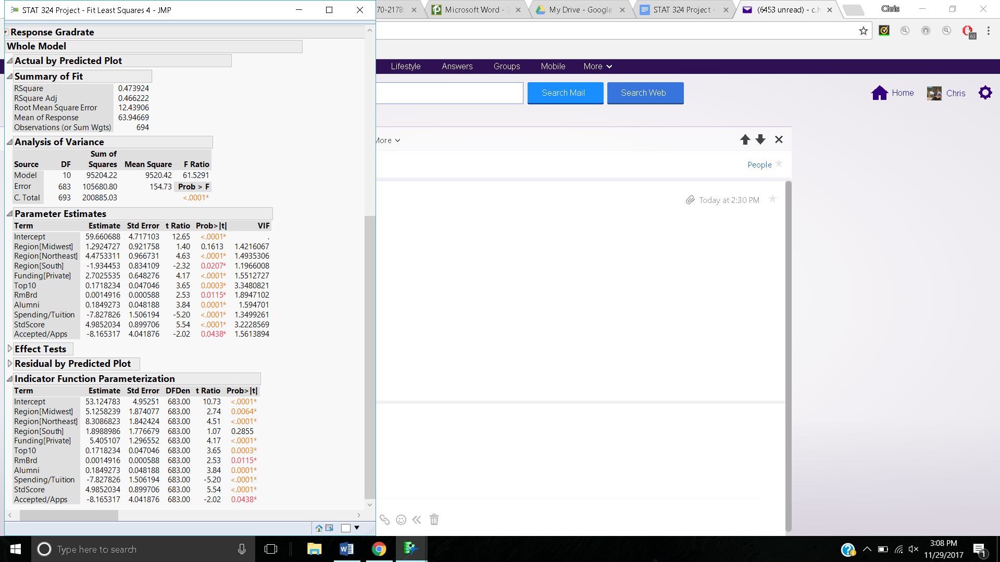 STAT 324 Project - Fit Least Squares 4 - JMP
Response Gradrate
Whole Model
Actual by Predicted Plot
Summary of Fit
RSquare 0.473924
RSquare Adj 0.466222
Root Mean Square Error 12.43906
Mean of Response 63.94669
Observations (or Sum Wgts) 694
Analysis of Variance
Sum of
Source DF Squares Mean Square F Ratio
Model 10 95204.22 9520.42 61.5291
Error 683 105680.80 154.73 Prob > F
C. Total 693 200885.03 <.0001*
Parameter Estimates
Term Estimate Std Error t Ratio Prob>|t| VIF
Intercept 59.660688 4.717103 12.65 <.0001* .
Region[Midwest] 1.2924727 0.921758 1.40 0.1613 1.4216067
Region[Northeast] 4.4753311 0.966731 4.63 <.0001* 1.4935306
Region[South] -1.934453 0.834109 -2.32 0.0207* 1.1966008
Funding[Private] 2.7025535 0.648276 4.17 <.0001* 1.5512727
Top10 0.1718234 0.047046 3.65 0.0003* 3.3480821
RmBrd 0.0014916 0.000588 2.53 0.0115* 1.8947102
Alumni 0.1849273 0.048188 3.84 0.0001* 1.594701
Spending/Tuition -7.827826 1.506194 -5.20 <.0001* 1.3499261
StdScore 4.9852034 0.899706 5.54 <.0001* 3.2228569
Accepted/Apps -8.165317 4.041876 -2.02 0.0438* 1.5613894
Effect Tests
Residual by Predicted Plot
Indicator Function Parameterization
Term Estimate Std Error DFDen t Ratio Prob>|t|
Intercept 53.124783 4.95251 683.00 10.73 <.0001*
Region[Midwest] 5.1258239 1.874077 683.00 2.74 0.0064*
Region[Northeast] 8.3086823 1.842424 683.00 4.51 <.0001*
Region[South] 1.8988986 1.776679 683.00 1.07 0.2855
Funding[Private] 5.405107 1.296552 683.00 4.17 <.0001*
Top10 0.1718234 0.047046 683.00 3.65 0.0003*
RmBrd 0.0014916 0.000588 683.00 2.53 0.0115*
Alumni 0.1849273 0.048188 683.00 3.84 0.0001*
Spending/Tuition -7.827826 1.506194 683.00 -5.20 <.0001*
StdScore 4.9852034 0.899706 683.00 5.54 <.0001*
Accepted/Apps -8.165317 4.041876 683.00 -2.02 0.0438*
70-2178: Microsoft Word - 3 My Drive - Google STAT 324 Project - (6453 unread) - c.h Chris
63
Lifestyle Answers Groups Mobile More
Search Mail Search Web Home Chris
More
People
Today at 2:30 PM
Type here to search
3:08 PM
11/29/2017
1